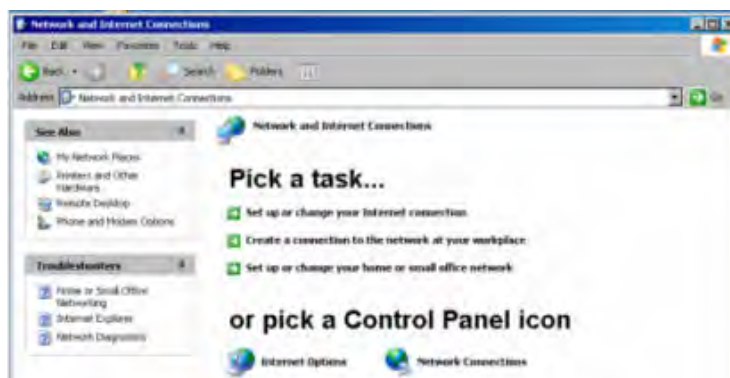 Network and Internet Connections
File Edit View Favorites Tools Help
Back Search Folders
Address Network and Internet Connections Go
See Also
My Network Places
Printers and Other
Hardware
Remote Desktop
Phone and Modem Options
Troubleshooters
Home or Small Office
Networking
Internet Explorer
Network Diagnostics
Network and Internet Connections
Pick a task...
Set up or change your Internet connection
Create a connection to the network at your workplace
Set up or change your home or small office network
or pick a Control Panel icon
Internet Options
Network Connections